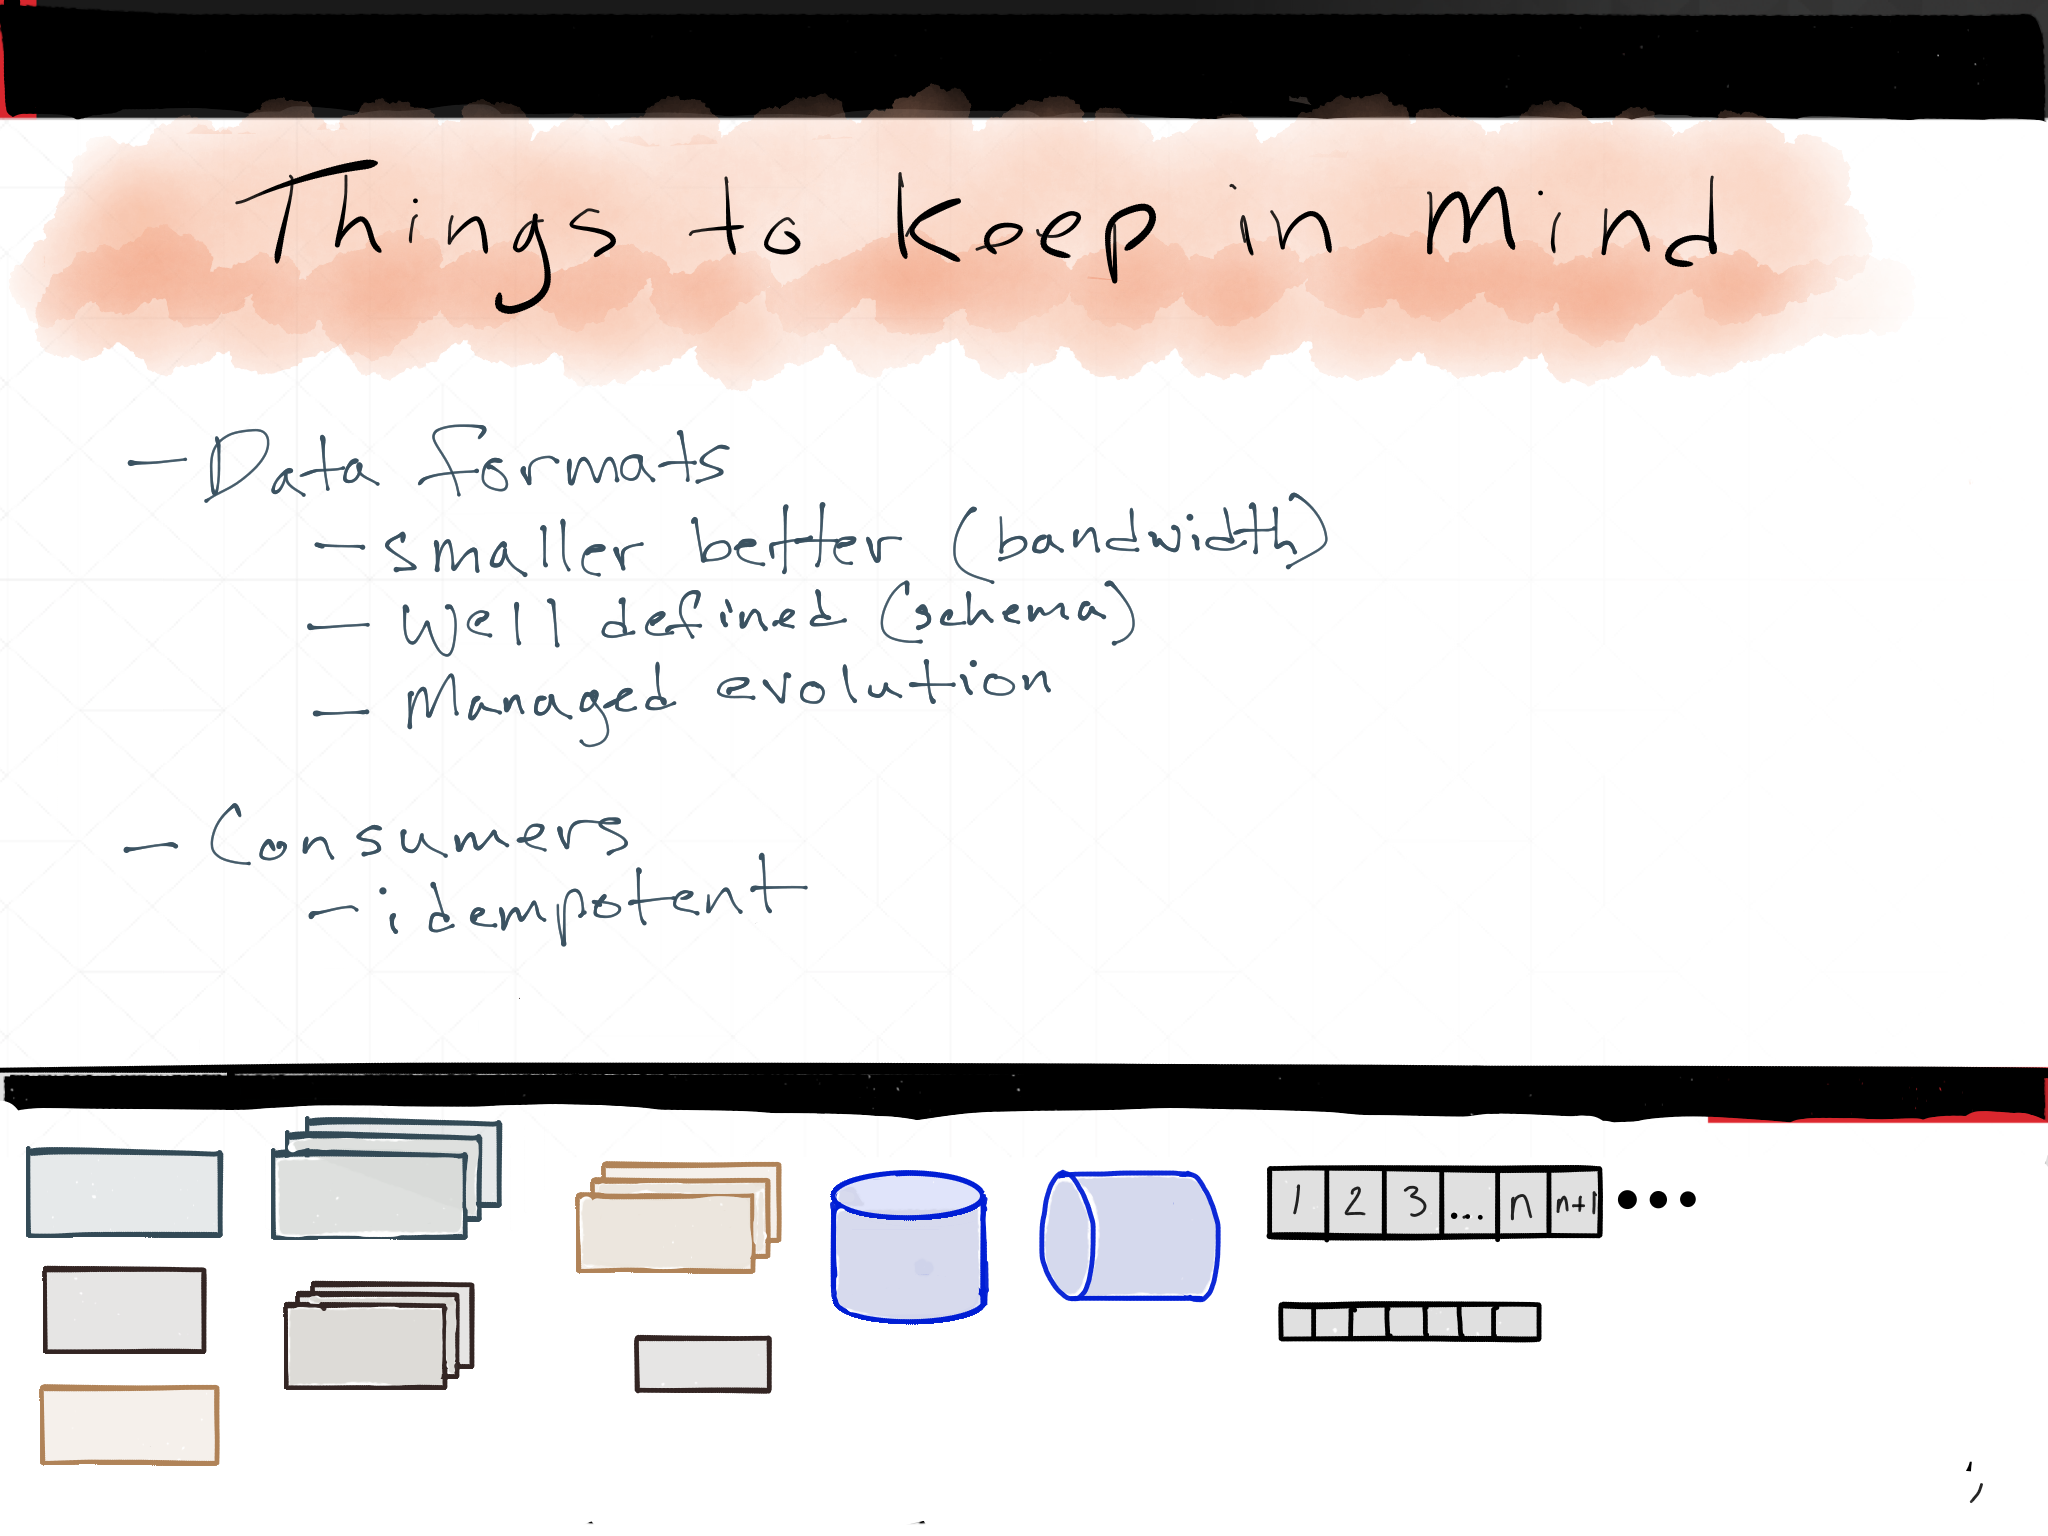 Things to Keep in Mind
- Data formats
- smaller better (bandwidth)
- Well defined (schema)
- Managed evolution
- Consumers
- idempotent
1 2 3 ... n n+1 •••